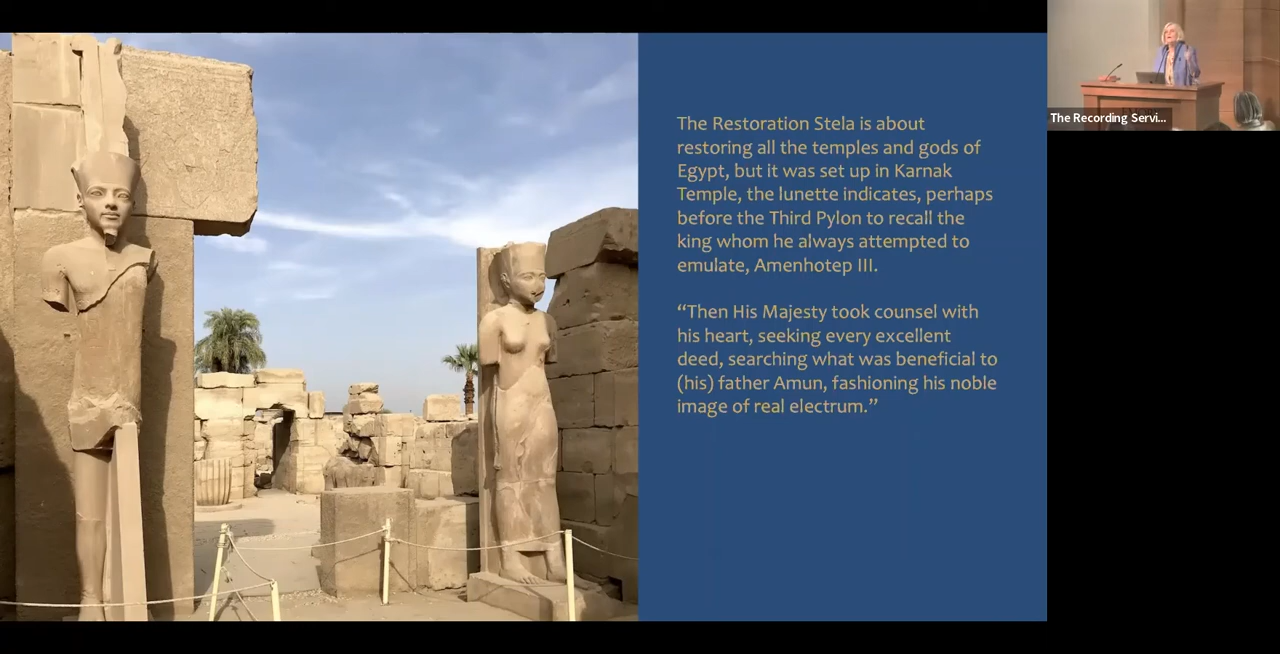 The Restoration Stela is about
restoring all the temples and gods of
Egypt, but it was set up in Karnak
Temple, the lunette indicates, perhaps
before the Third Pylon to recall the
king whom he always attempted to
emulate, Amenhotep III.
“Then His Majesty took counsel with
his heart, seeking every excellent
deed, searching what was beneficial to
(his) father Amun, fashioning his noble
image of real electrum.”
The Recording Servi...